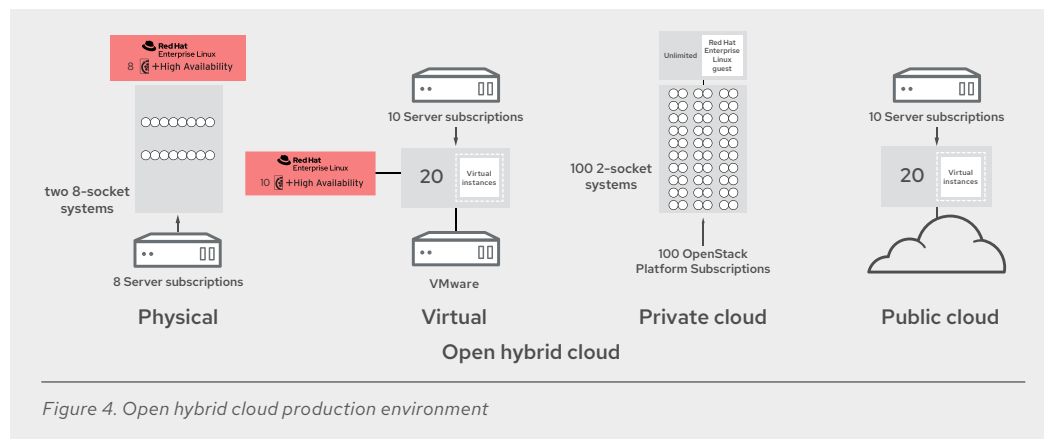 Red Hat
Enterprise Linux
8 +High Availability
two 8-socket
systems
8 Server subscriptions
Physical
10 Server subscriptions
Red Hat
Enterprise Linux
10 +High Availability
20
Virtual
instances
VMware
Virtual
Unlimited
Red Hat
Enterprise
Linux
guest
100 2-socket
systems
100 OpenStack
Platform Subscriptions
Private cloud
10 Server subscriptions
20
Virtual
instances
Public cloud
Open hybrid cloud
Figure 4. Open hybrid cloud production environment